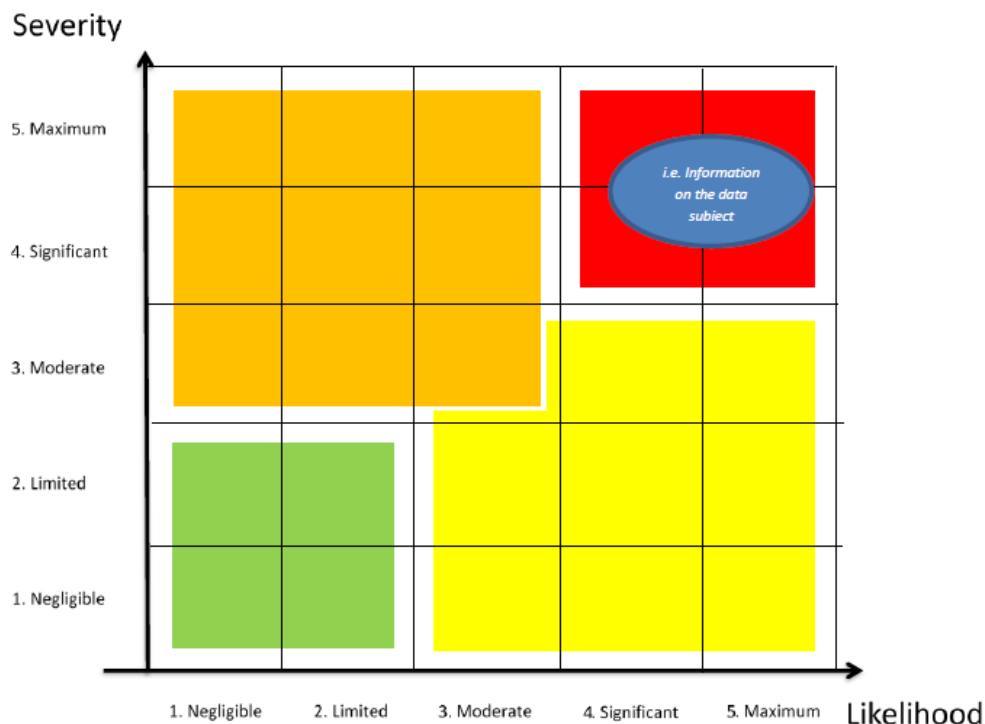 Severity
5. Maximum
i.e. Information
on the data
subiect
4. Significant
3. Moderate
2. Limited
1. Negligible
1. Negligible
2. Limited
3. Moderate
4. Significant
5. Maximum
Likelihood